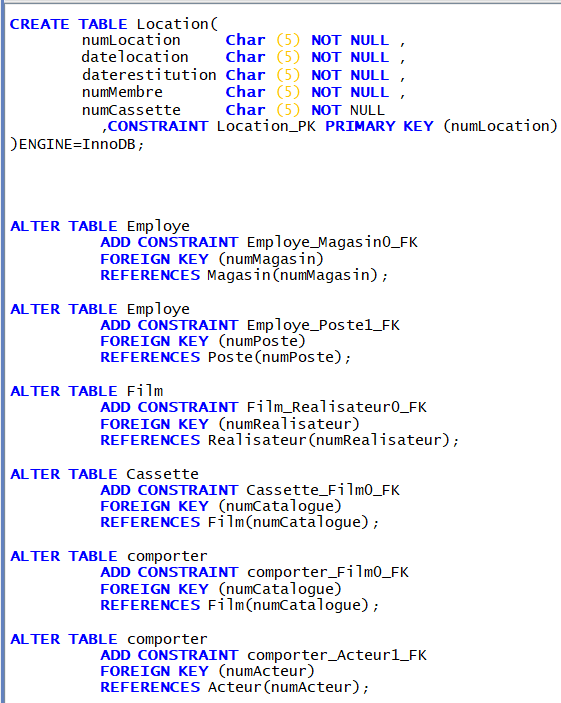 CREATE TABLE Location(
numLocation Char (5) NOT NULL ,
datelocation Char (5) NOT NULL ,
daterestitution Char (5) NOT NULL ,
numMembre Char (5) NOT NULL ,
numCassette Char (5) NOT NULL
,CONSTRAINT Location_PK PRIMARY KEY (numLocation)
)ENGINE=InnoDB;
ALTER TABLE Employe
ADD CONSTRAINT Employe_Magasin0_FK
FOREIGN KEY (numMagasin)
REFERENCES Magasin(numMagasin);
ALTER TABLE Employe
ADD CONSTRAINT Employe_Poste1_FK
FOREIGN KEY (numPoste)
REFERENCES Poste(numPoste);
ALTER TABLE Film
ADD CONSTRAINT Film_Realisateur0_FK
FOREIGN KEY (numRealisateur)
REFERENCES Realisateur(numRealisateur);
ALTER TABLE Cassette
ADD CONSTRAINT Cassette_Film0_FK
FOREIGN KEY (numCatalogue)
REFERENCES Film(numCatalogue);
ALTER TABLE comporter
ADD CONSTRAINT comporter_Film0_FK
FOREIGN KEY (numCatalogue)
REFERENCES Film(numCatalogue);
ALTER TABLE comporter
ADD CONSTRAINT comporter_Acteur1_FK
FOREIGN KEY (numActeur)
REFERENCES Acteur(numActeur);